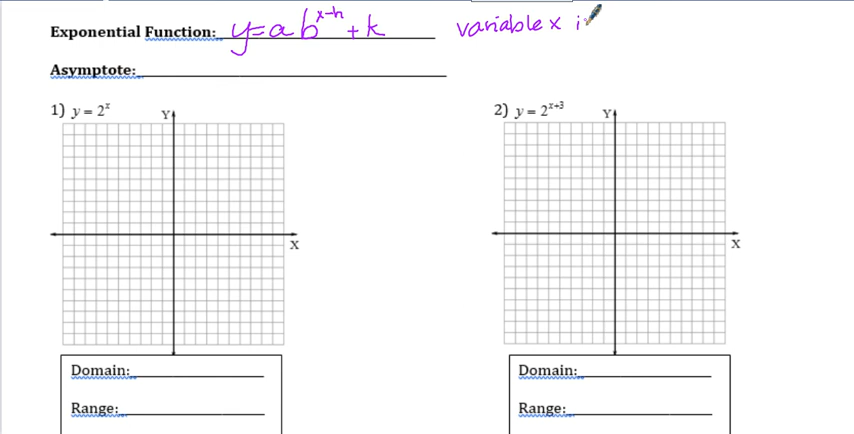 Exponential Function: y=ab^(x-h) + k variable x i
Asymptote:
1) y = 2^x 2) y = 2^(x+3)
Y Y
X X
Domain: Domain:
Range: Range: